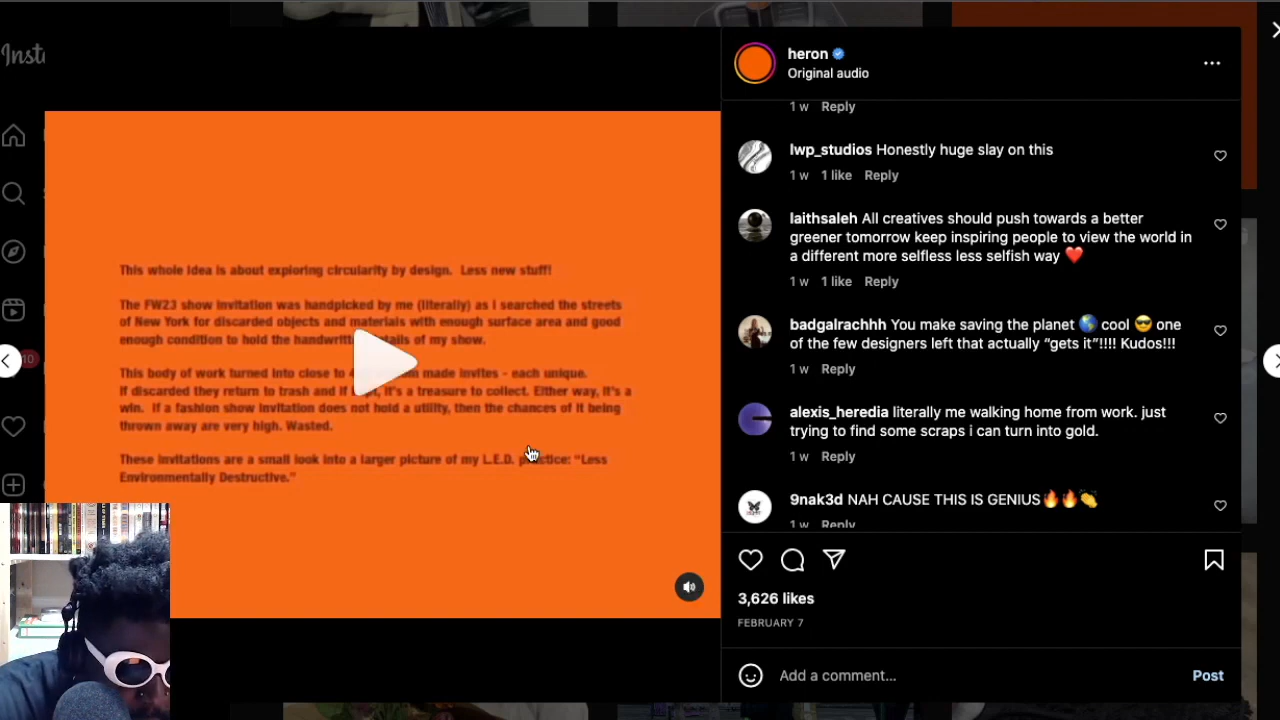 Inst
heron
Original audio
1 w Reply
lwp_studios Honestly huge slay on this
1 w 1 like Reply
laithsaleh All creatives should push towards a better
greener tomorrow keep inspiring people to view the world in
a different more selfless less selfish way ❤️
1 w 1 like Reply
badgalrachhh You make saving the planet 🌎 cool 😎 one
of the few designers left that actually “gets it”!!!! Kudos!!!
1 w Reply
alexis_heredia literally me walking home from work. just
trying to find some scraps i can turn into gold.
1 w Reply
9nak3d NAH CAUSE THIS IS GENIUS🔥🔥👏
1 w Reply
3,626 likes
FEBRUARY 7
Add a comment...
Post
This whole idea is about exploring circularity by design. Less new stuff!
The FW23 show invitation was handpicked by me (literally) as I searched the streets
of New York for discarded objects and materials with enough surface area and good
enough condition to hold the of my show.
This body of work turned into close to made invites - each unique.
If discarded they return to trash and if it's a treasure to collect. Either way, it's a
win. If a fashion show invitation does not hold a utility, then the chances of it being
thrown away are very high. Wasted.
These invitations are a small look into a larger picture of my L.E.D. practice: “Less
Environmentally Destructive.”
10